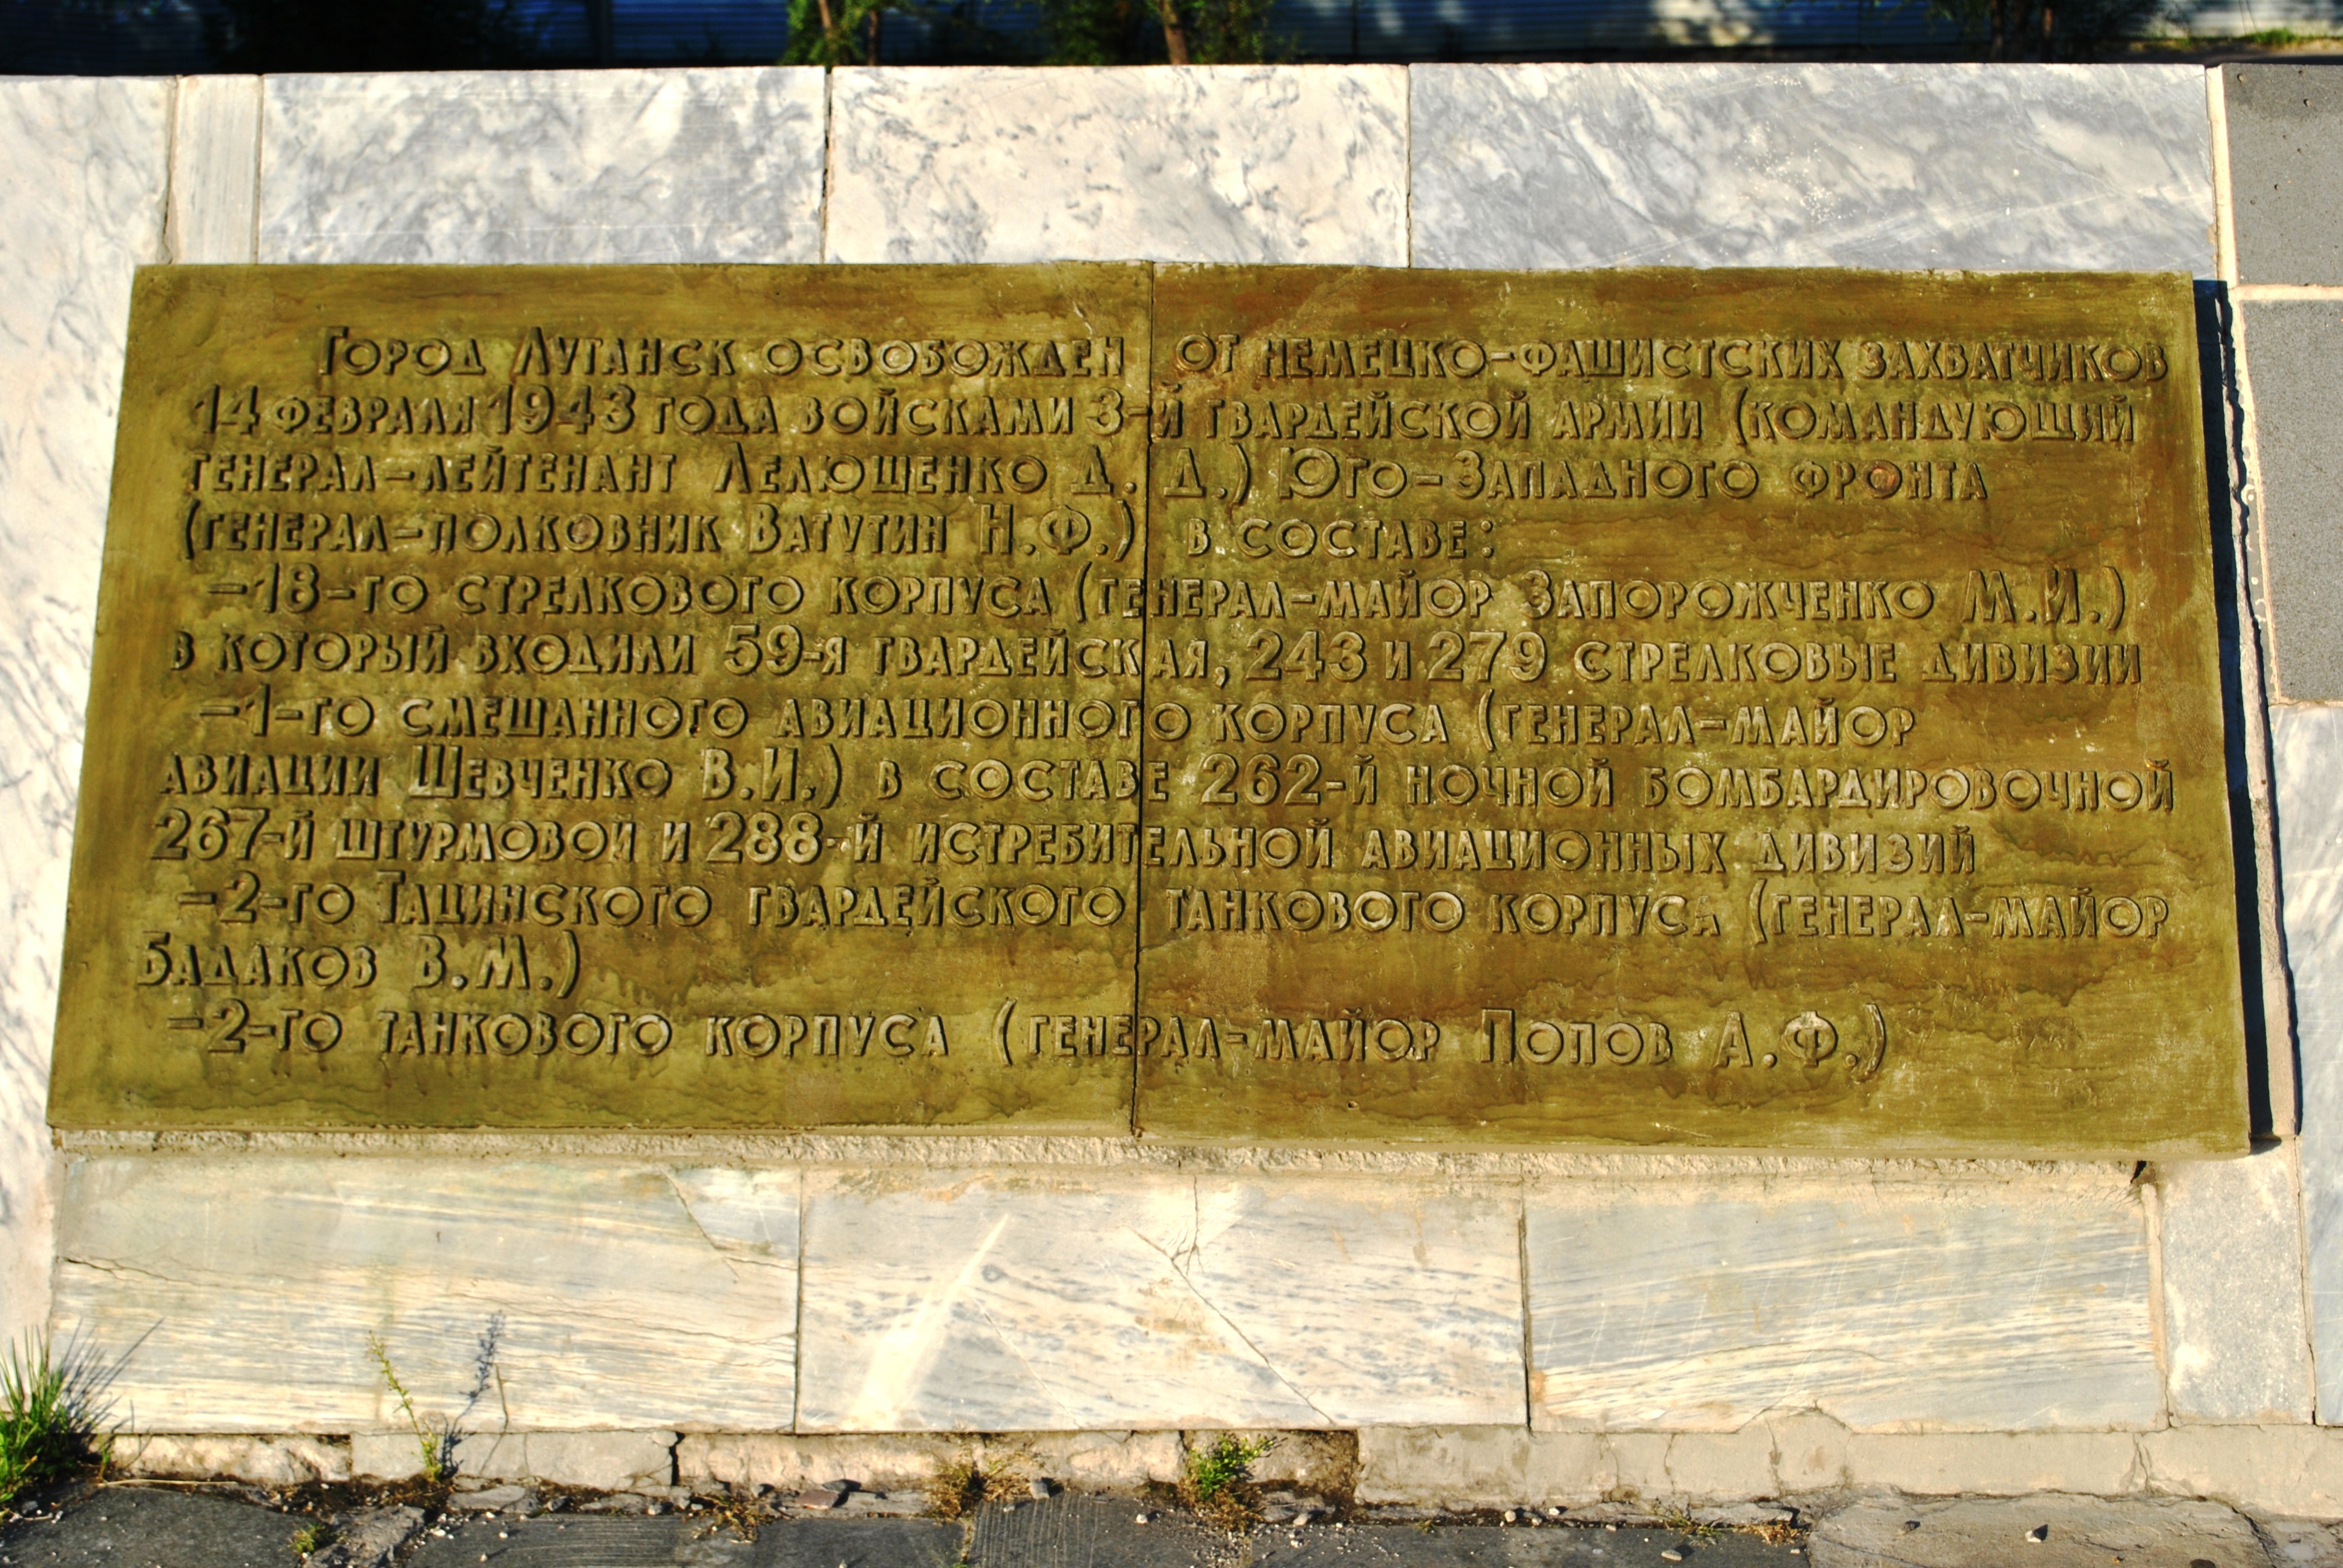 Город Луганск освобожден от немецко-фашистских захватчиков
14 февраля 1943 года войсками 3-й гвардейской армии (командующий
генерал-лейтенант Лелюшенко Д.Д.) Юго-Западного фронта
(генерал-полковник Ватутин Н.Ф.) в составе:
-18-го стрелкового корпуса (генерал-майор Запорожченко М.И.)
в который входили 59-я гвардейская, 243 и 279 стрелковые дивизии
-1-го смешанного авиационного корпуса (генерал-майор
авиации Шевченко В.И.) в составе 262-й ночной бомбардировочной
267-й штурмовой и 288-й истребительной авиационных дивизий
-2-го Тацинского гвардейского танкового корпуса (генерал-майор
Бадаков В.М.)
-2-го танкового корпуса (генерал-майор Попов А.Ф.)